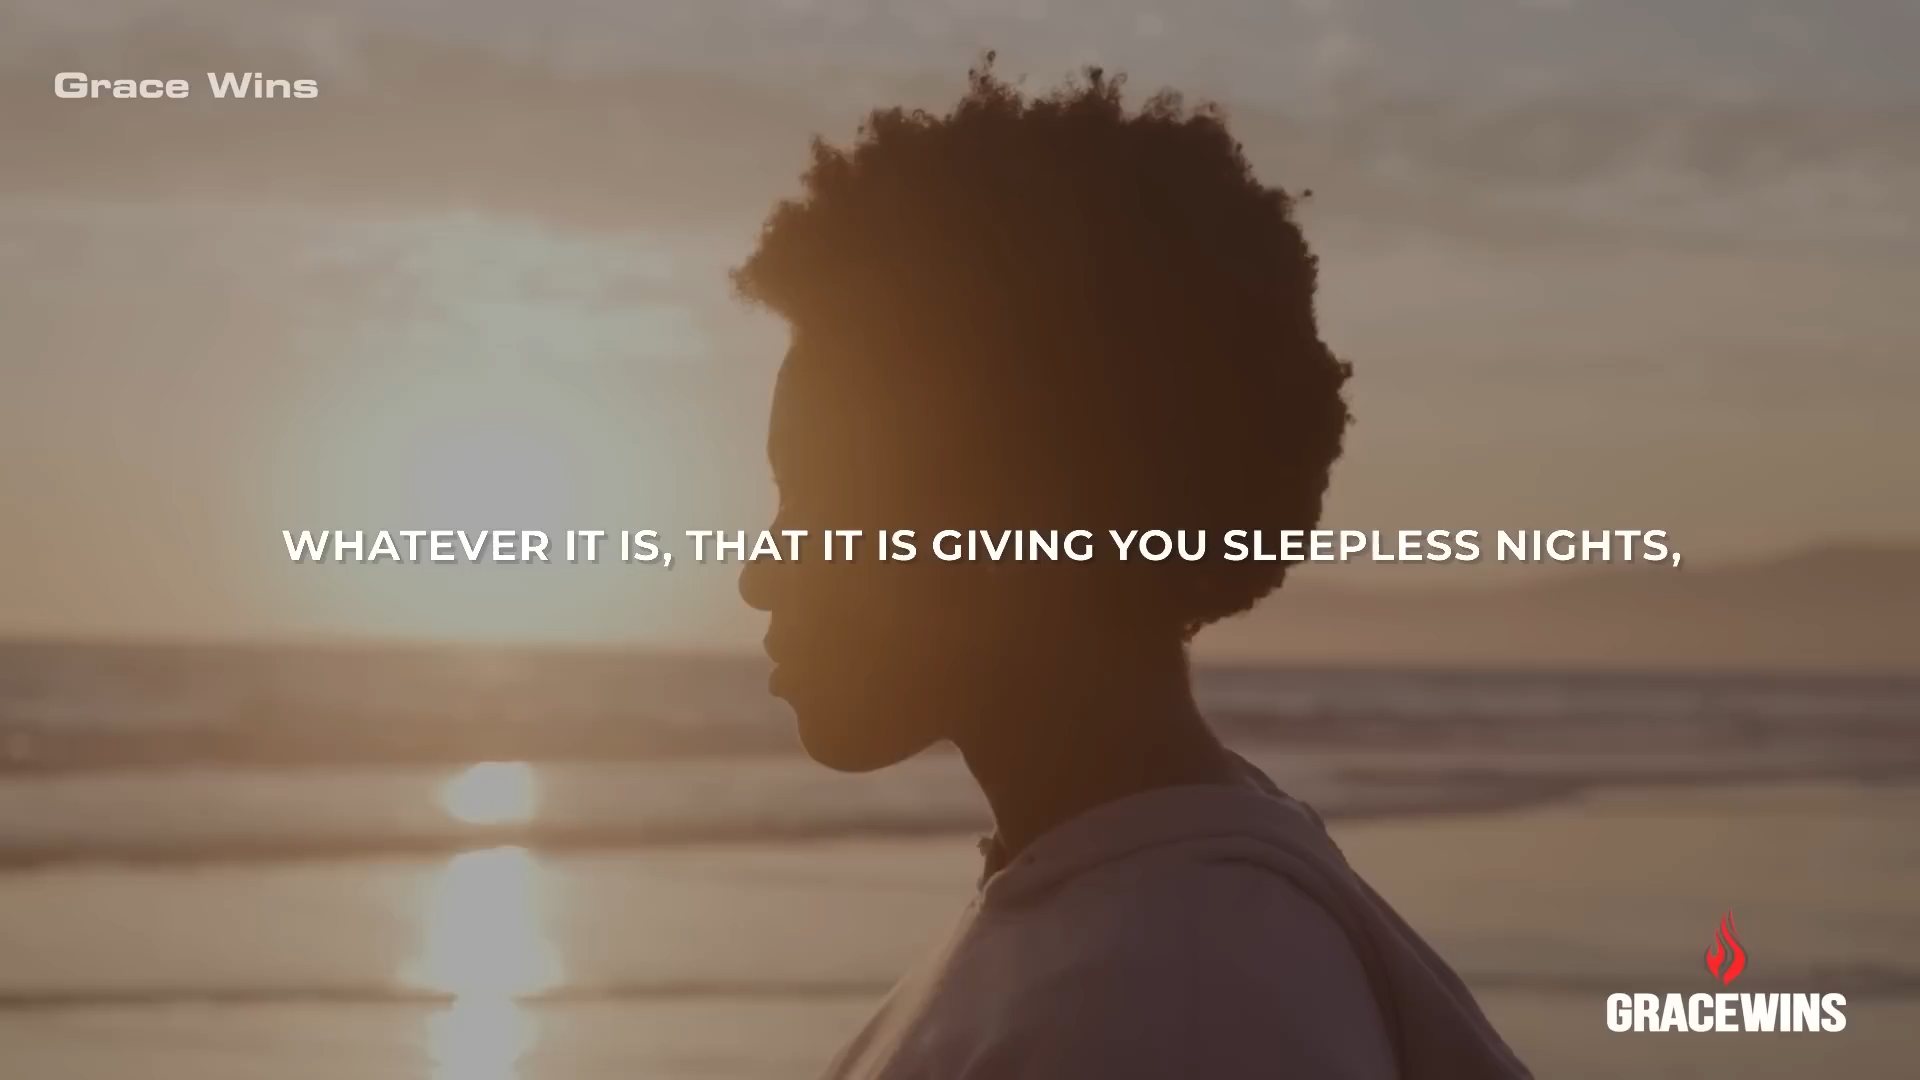 Grace Wins
WHATEVER IT IS, THAT IT IS GIVING YOU SLEEPLESS NIGHTS,
GRACEWINS